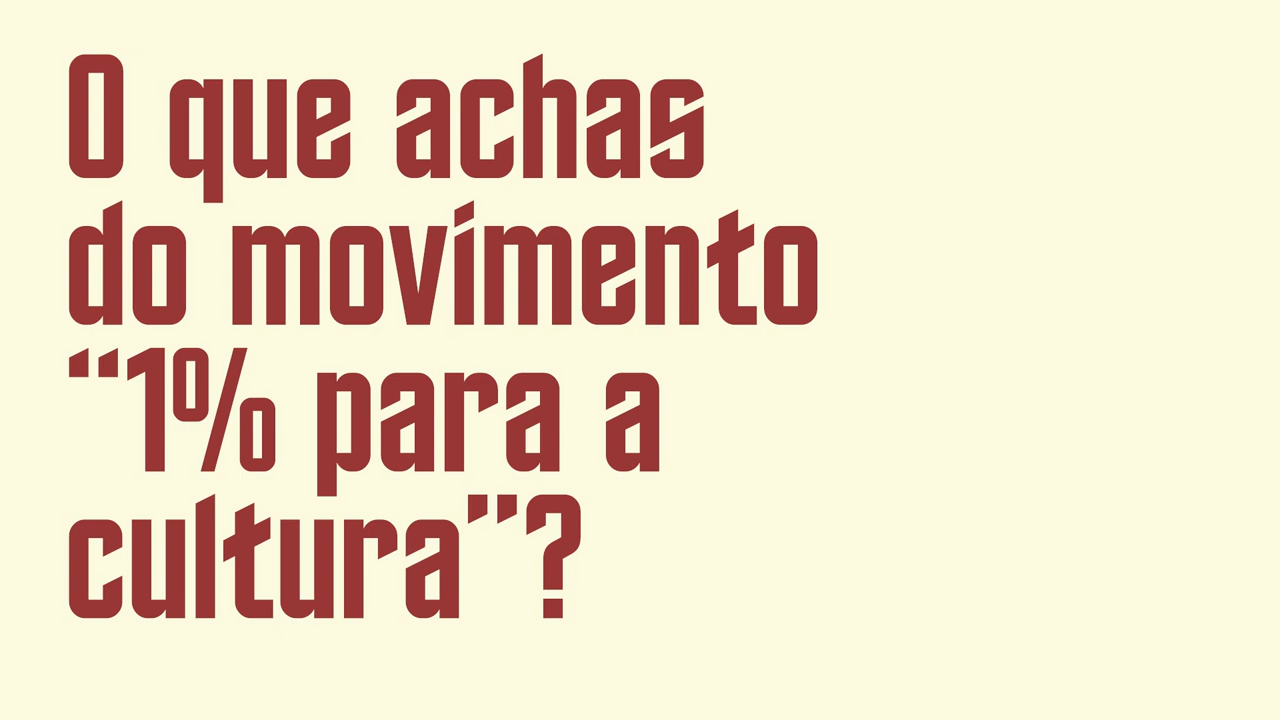 O que achas
do movimento
“1% para a
cultura”?